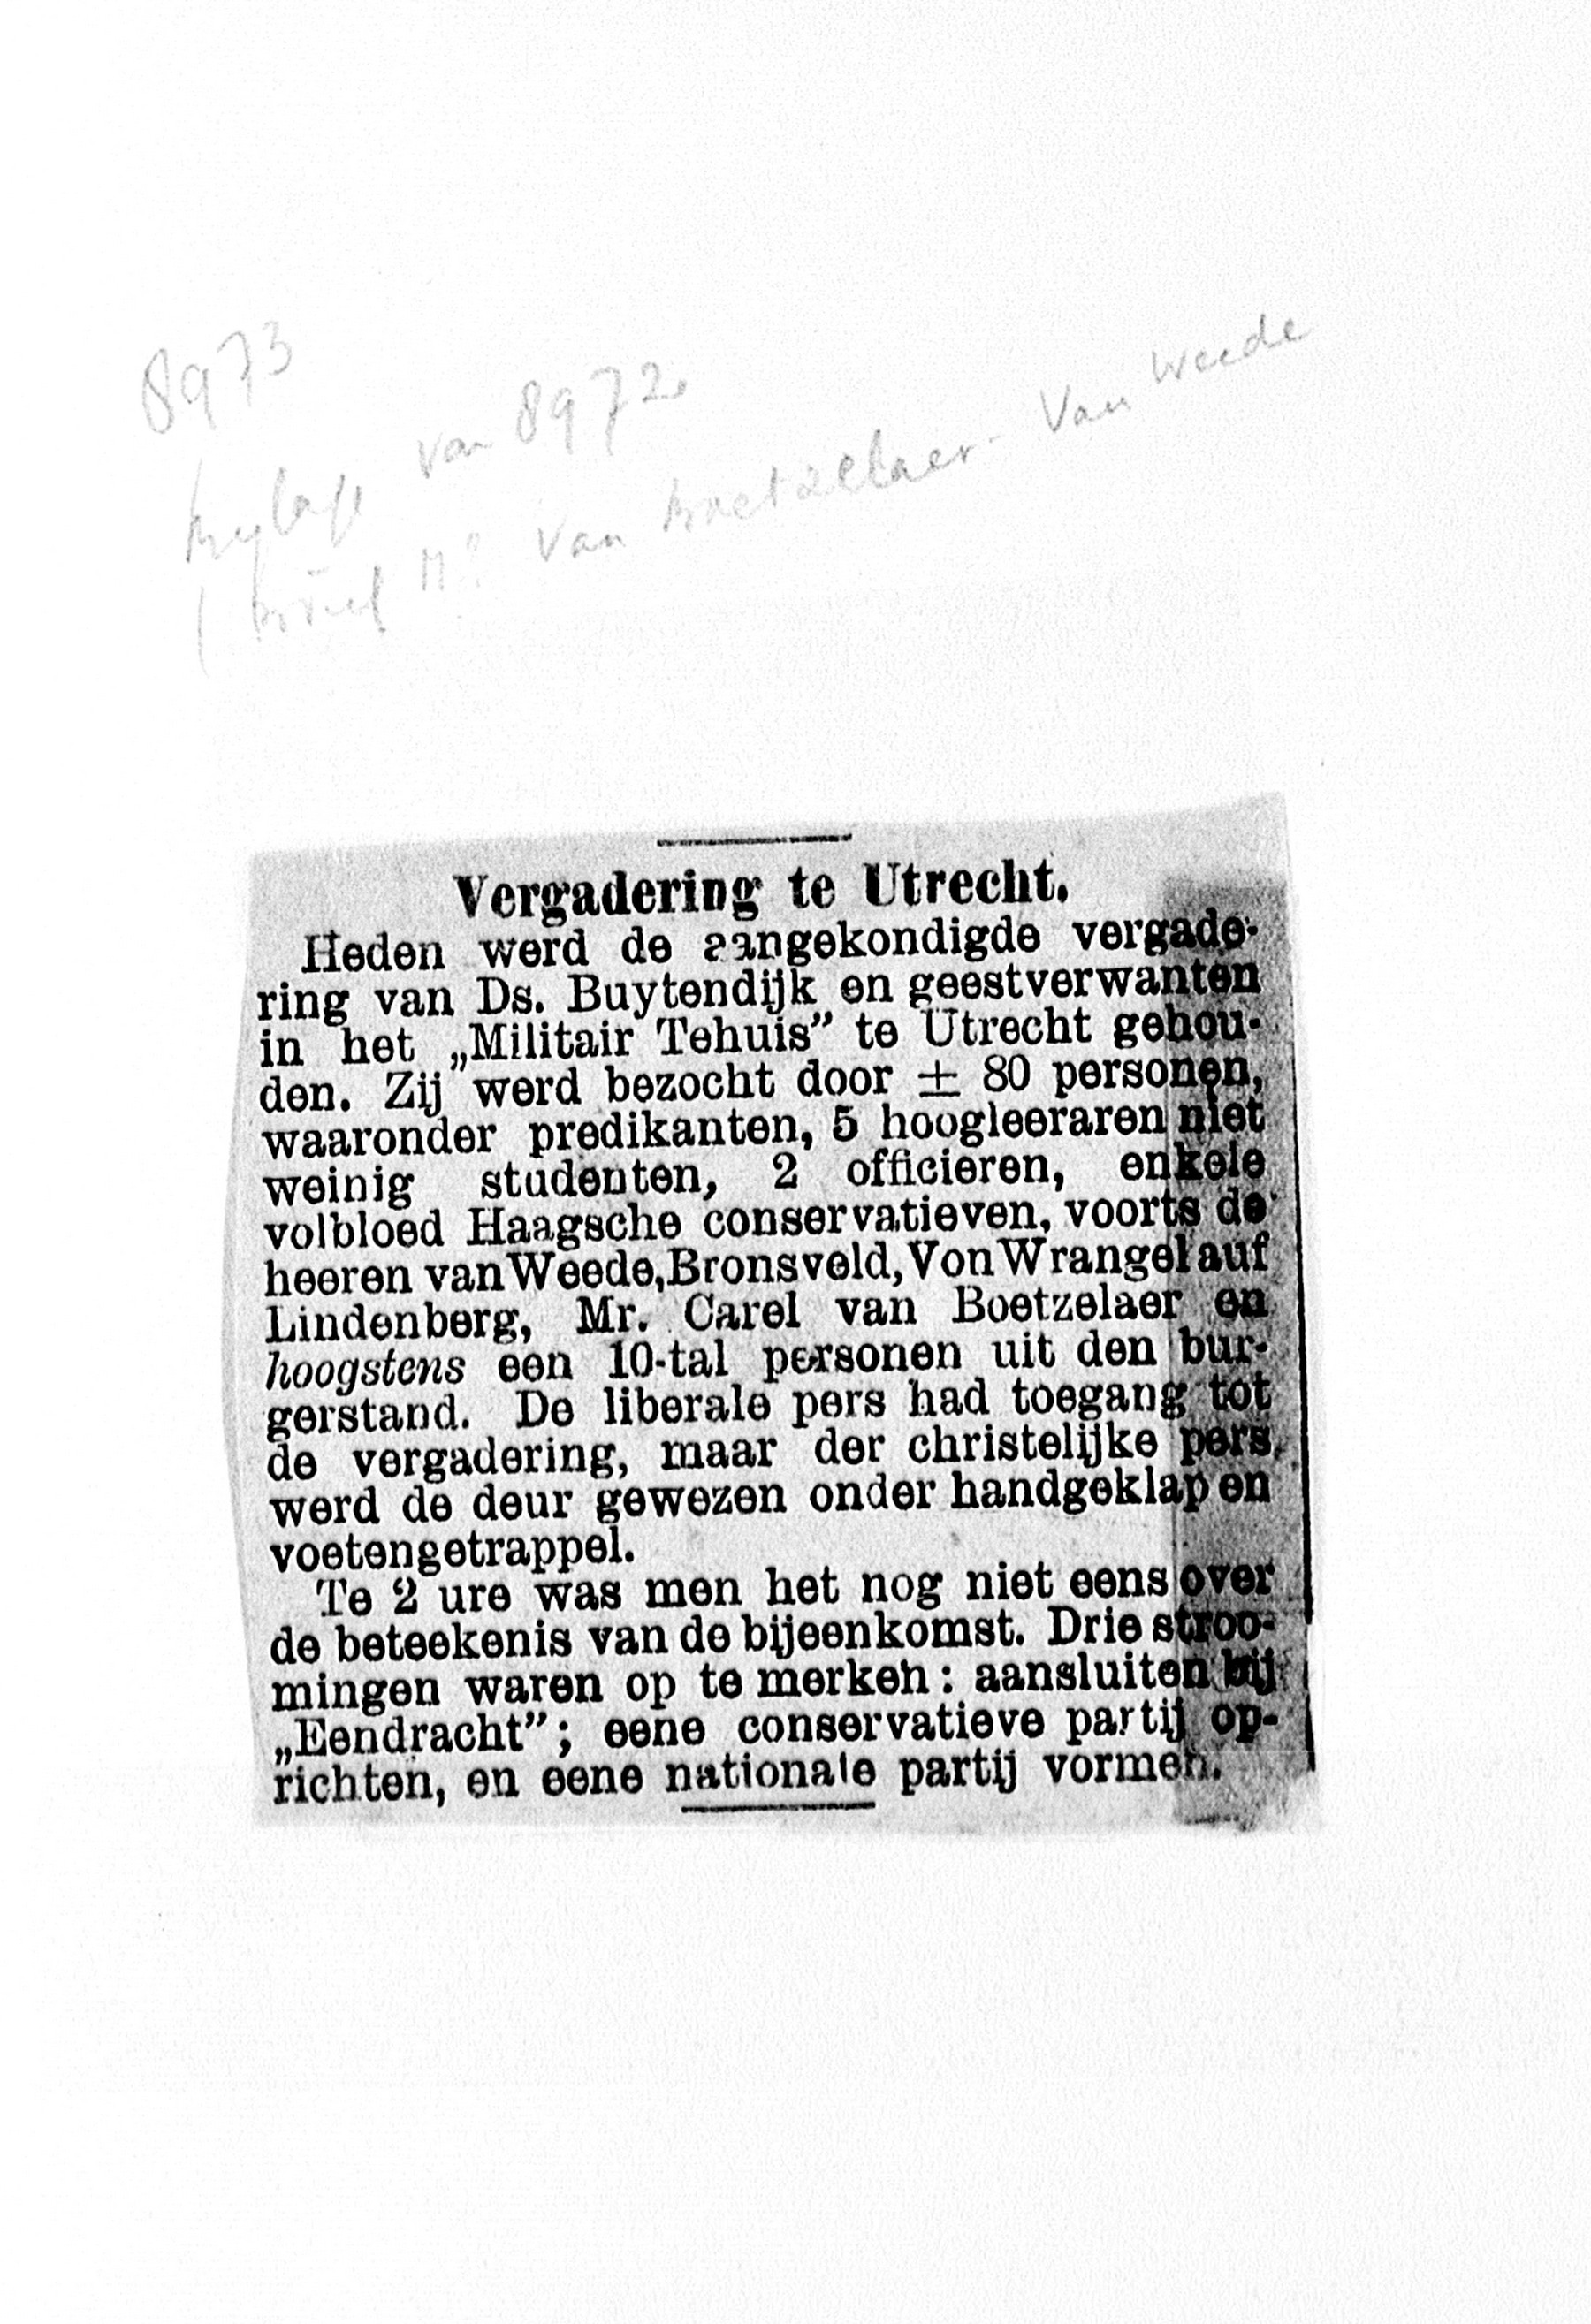 8973
Bylage van 8972
( brief Mr van Boetzelaer - van Weede
Vergadering te Utrecht.
Heden werd de aangekondigde vergade-
ring van Ds. Buytendijk en geestverwanten
in het „Militair Tehuis” te Utrecht gehou-
den. Zij werd bezocht door ± 80 personen,
waaronder predikanten, 5 hoogleeraren niet
weinig studenten, 2 officieren, enkele
volbloed Haagsche conservatieven, voorts de
heeren van Weede, Bronsveld, Von Wrangel auf
Lindenberg, Mr. Carel van Boetzelaer en
hoogstens een 10-tal personen uit den bur-
gerstand. De liberale pers had toegang tot
de vergadering, maar der christelijke pers
werd de deur gewezen onder handgeklap en
voetengetrappel.
Te 2 ure was men het nog niet eens over
de beteekenis van de bijeenkomst. Drie stroo-
mingen waren op te merken: aansluiten bij
„Eendracht”; eene conservatieve partij op-
richten, en eene nationale partij vormen.